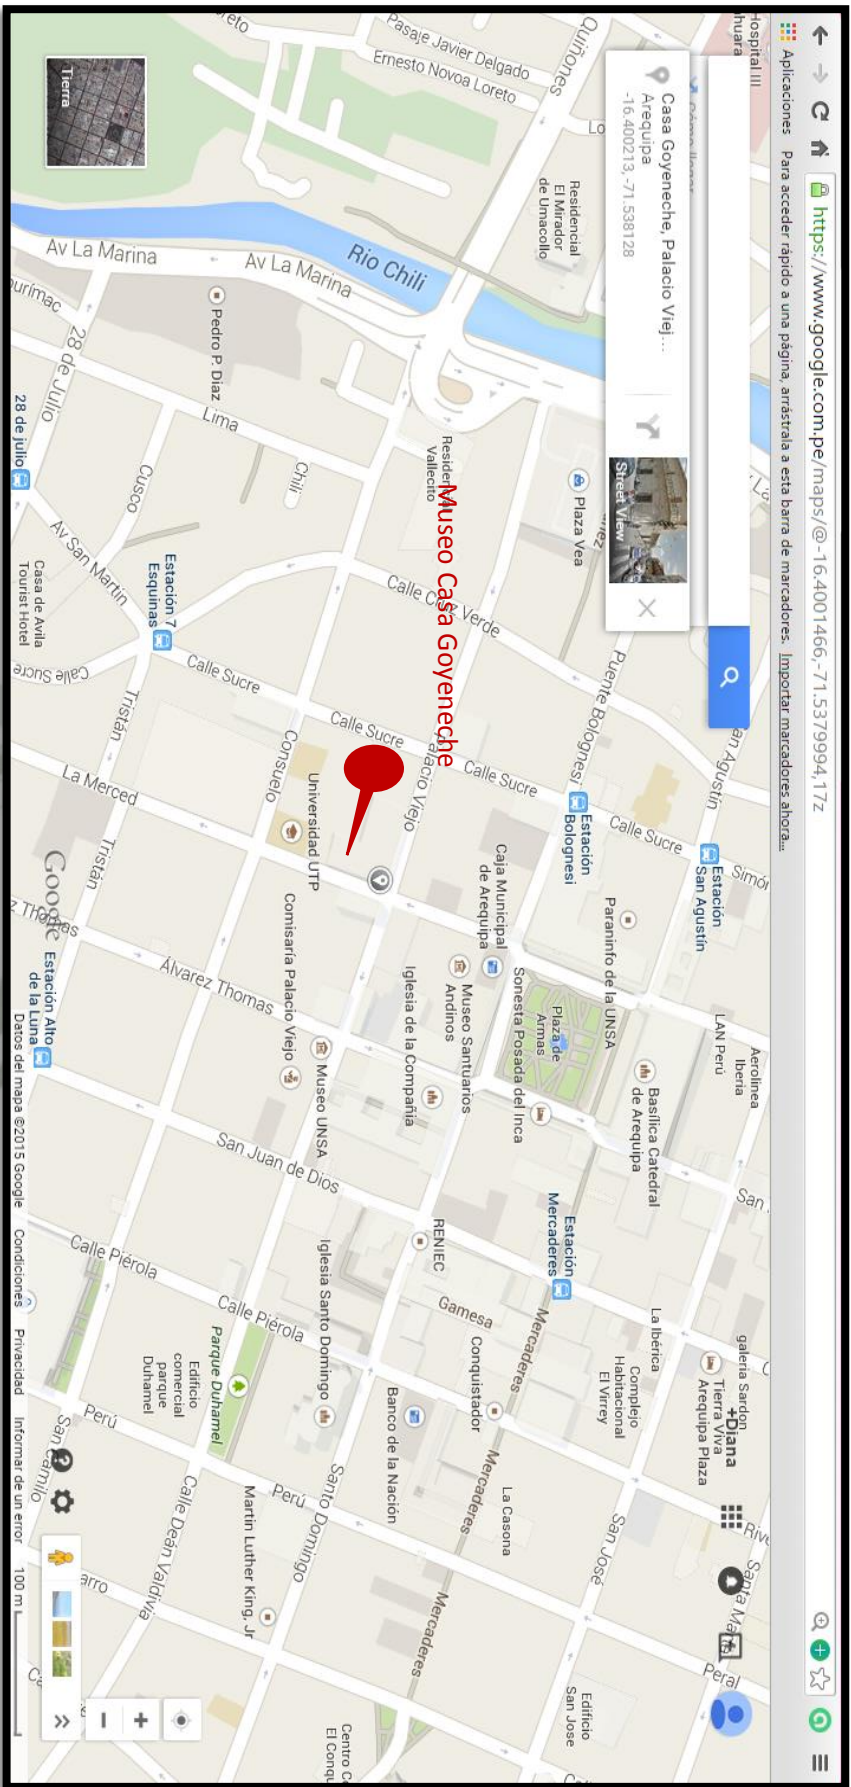 https://www.google.com.pe/maps/@-16.4001466,-71.5379994,17z
Aplicaciones
Para acceder rápido a una página, arrástrala a esta barra de marcadores. Importar marcadores ahora...
Hospital III
Cómo llegar
Casa Goyeneche, Palacio Viej...
Arequipa
-16.400213, -71.538128
Street View
Quiñones
Pasaje Javier Delgado
Ernesto Novoa Loreto
Residencial
El Mirador
de Umacollo
Rio Chili
Av La Marina
Av La Marina
Tierra
Plaza Vea
Residencial
Vallecito
Museo Casa Goyeneche
Pedro P. Diaz
Lima
Chili
Cusco
28 de Julio
28 de julio
Av San Martin
Estación 7
Esquinas
Casa de Avila
Tourist Hotel
Calle Sucre
Calle Cruz Verde
Puente Bolognesi
Calle Sucre
Calle Sucre
Calle Sucre
Calle Sucre
Palacio Viejo
Consuelo
Tristán
Tristán
La Merced
Universidad UTP
Estación
Bolognesi
Estación
San Agustín
Caja Municipal
de Arequipa
Paraninfo de la UNSA
LAN Perú
Aerolinea
Iberia
Plaza de
Armas
Sonesta Posada del Inca
Museo Santuarios
Andinos
Iglesia de la Compañia
Comisaría Palacio Viejo
Álvarez Thomas
Museo UNSA
Basílica Catedral
de Arequipa
Google
Estación Alto
de la Luna
San Juan de Dios
Estación
Mercaderes
RENIEC
Iglesia Santo Domingo
Gamesa
Mercaderes
La Ibérica
Complejo
Habitacional
El Virrey
galeria Sardon
+Diana
Tierra Viva
Arequipa Plaza
Conquistador
Banco de la Nación
Calle Piérola
Calle Piérola
Parque Duhamel
Edificio
comercial
parque
Duhamel
Perú
Perú
San Camilo
Santo Domingo
Martin Luther King, Jr
Calle Deán Valdivia
Mercaderes
La Casona
San José
Mercaderes
Peral
Edificio
San Jose
Datos del mapa ©2015 Google
Condiciones
Privacidad
Informar de un error
100 m